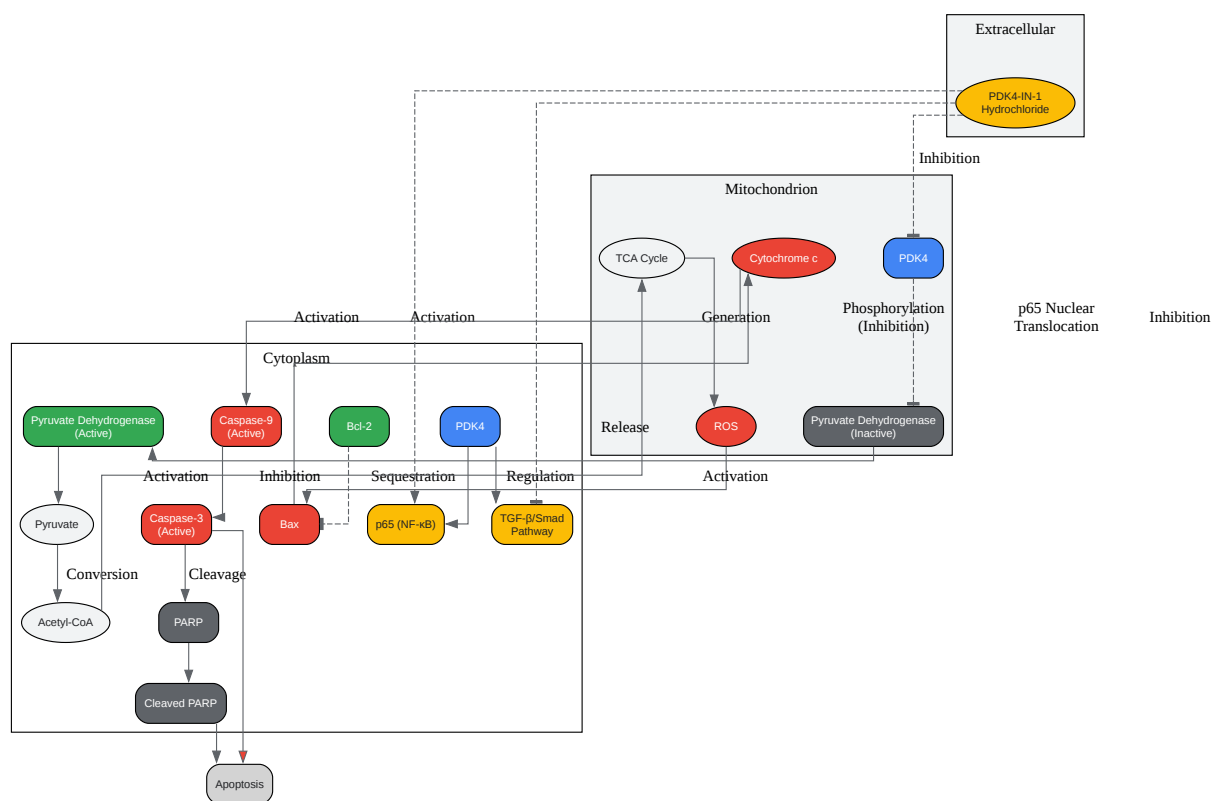 Extracellular
PDK4-IN-1
Hydrochloride
Inhibition
Mitochondrion
TCA Cycle
Cytochrome c
PDK4
Activation
Activation
Generation
Phosphorylation
(Inhibition)
p65 Nuclear
Translocation
Inhibition
Cytoplasm
Pyruvate Dehydrogenase
(Active)
Caspase-9
(Active)
Bcl-2
PDK4
Release
ROS
Pyruvate Dehydrogenase
(Inactive)
Activation
Inhibition
Sequestration
Regulation
Activation
Pyruvate
Caspase-3
(Active)
Bax
p65 (NF-κB)
TGF-β/Smad
Pathway
Conversion
Cleavage
Acetyl-CoA
PARP
Cleaved PARP
Apoptosis